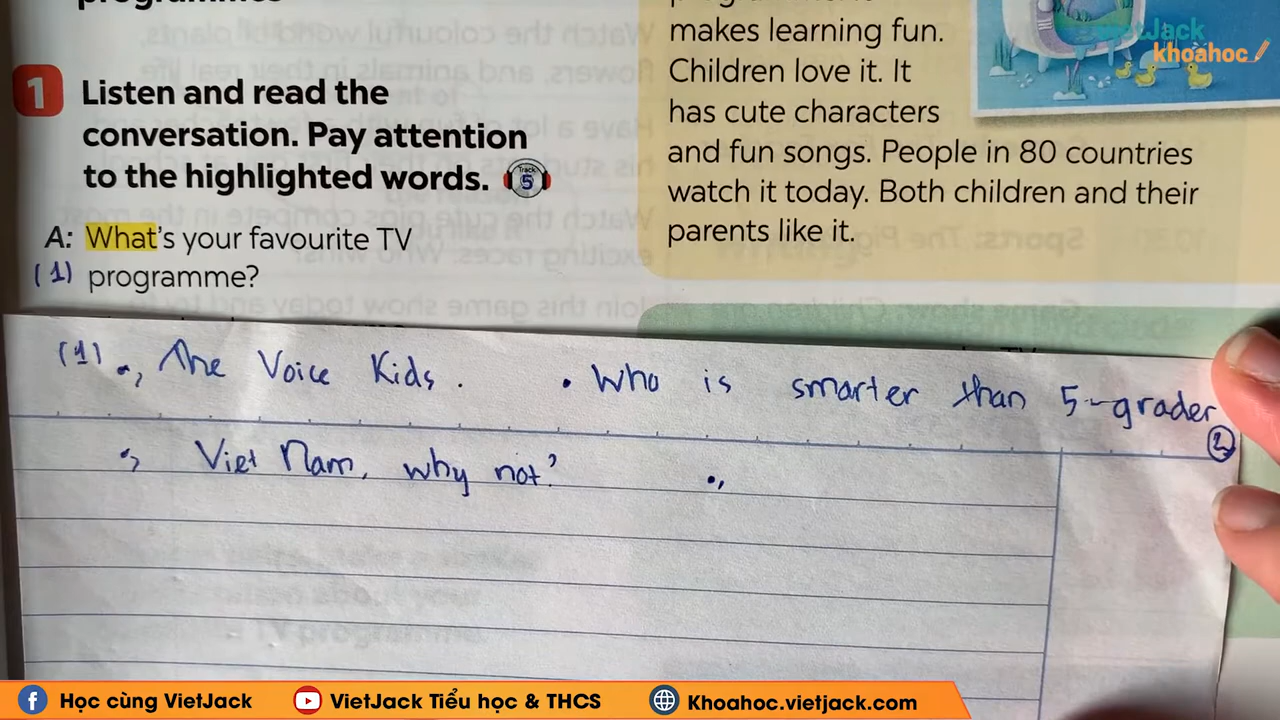 1 Listen and read the
conversation. Pay attention
to the highlighted words.
Track 5
A: What's your favourite TV
(1) programme?
makes learning fun.
Children love it. It
has cute characters
and fun songs. People in 80 countries
watch it today. Both children and their
parents like it.
(1) The Voice Kids. • Who is smarter than 5-grader
2
Viet Nam, why not?
VietJack
khoahoc
Học cùng VietJack
VietJack Tiểu học & THCS
Khoahoc.vietjack.com